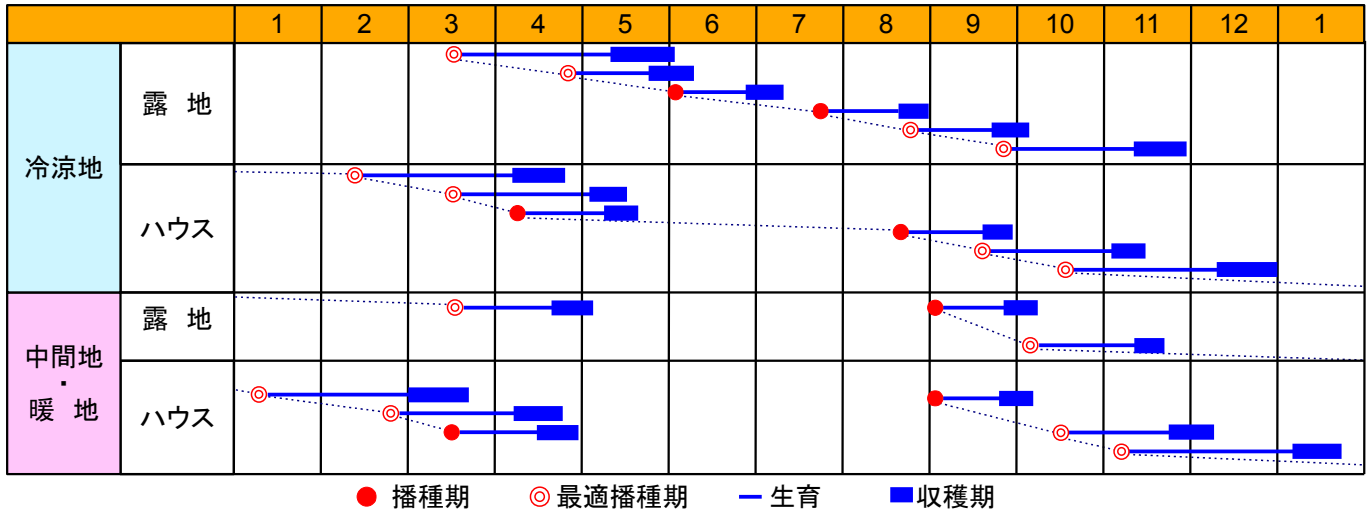 1 2 3 4 5 6 7 8 9 10 11 12 1
冷涼地
露 地
ハウス
中間地
・
暖 地
露 地
ハウス
播種期 最適播種期 生育 収穫期